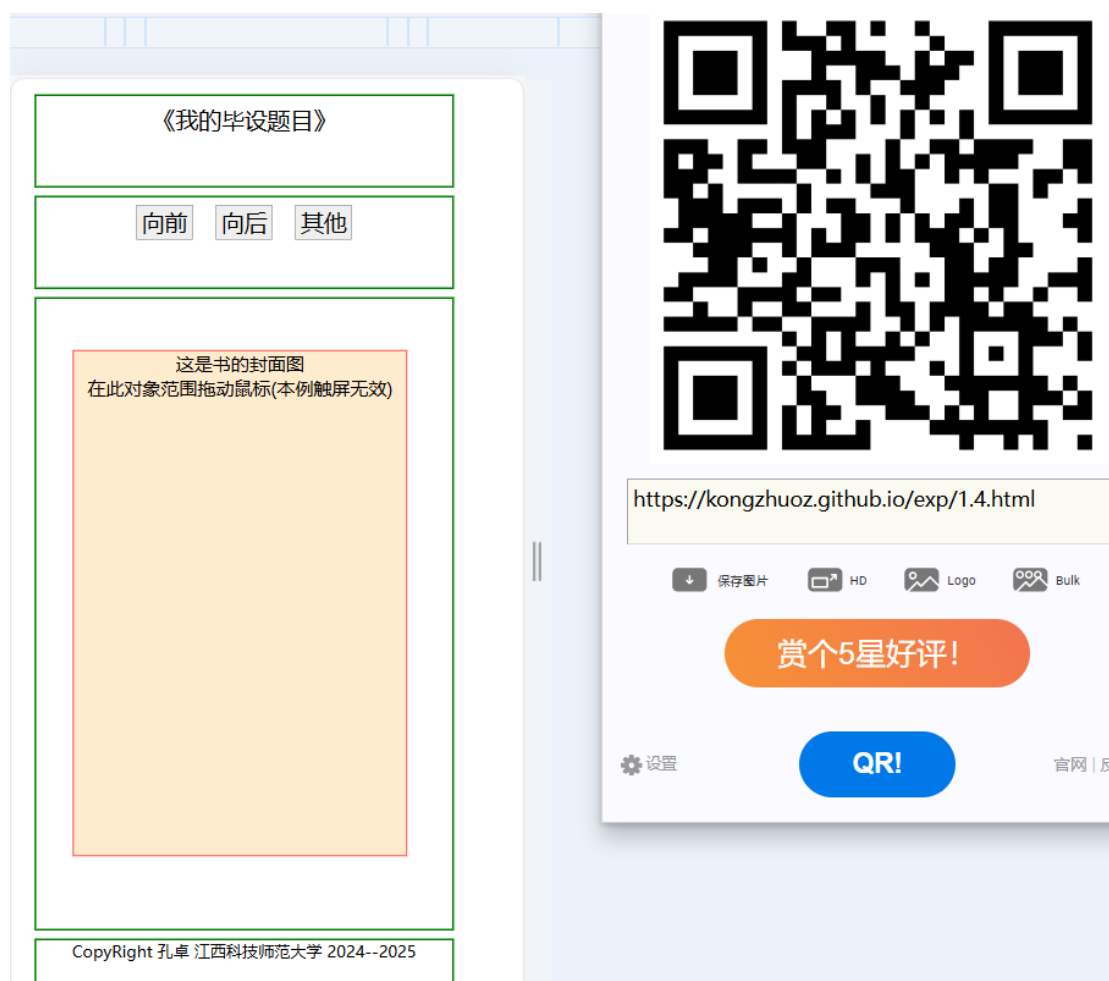 《我的毕设题目》
向前 向后 其他
这是书的封面图
在此对象范围拖动鼠标(本例触屏无效)
CopyRight 孔卓 江西科技师范大学 2024--2025
https://kongzhuoz.github.io/exp/1.4.html
保存图片 HD Logo Bulk
赏个5星好评!
设置 QR! 官网 |